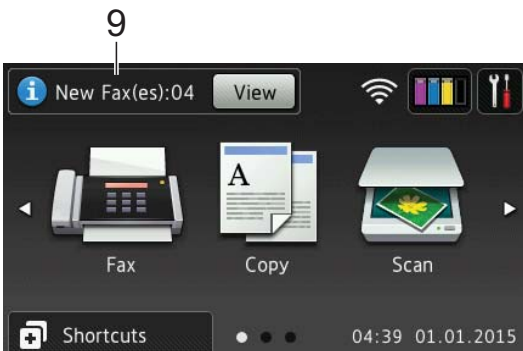 9
New Fax(es):04 View
A
Fax Copy Scan
Shortcuts 04:39 01.01.2015